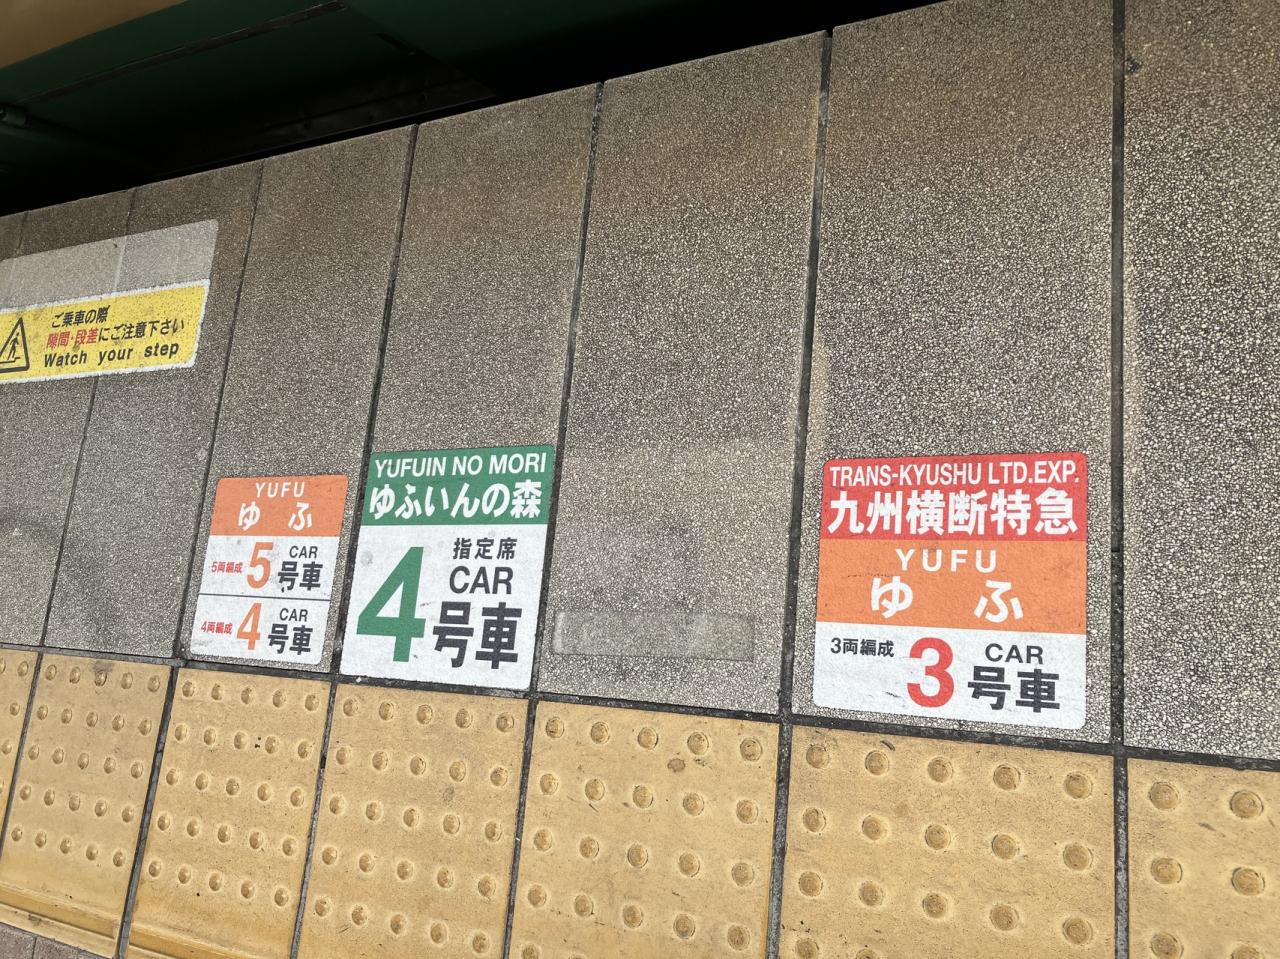 ご乗車の際
隙間・段差にご注意下さい
Watch your step
YUFU
ゆふ
5両編成 5 CAR 号車
4両編成 4 CAR 号車
YUFUIN NO MORI
ゆふいんの森
指定席
4 CAR
号車
TRANS-KYUSHU LTD.EXP.
九州横断特急
YUFU
ゆふ
3両編成 3 CAR 号車